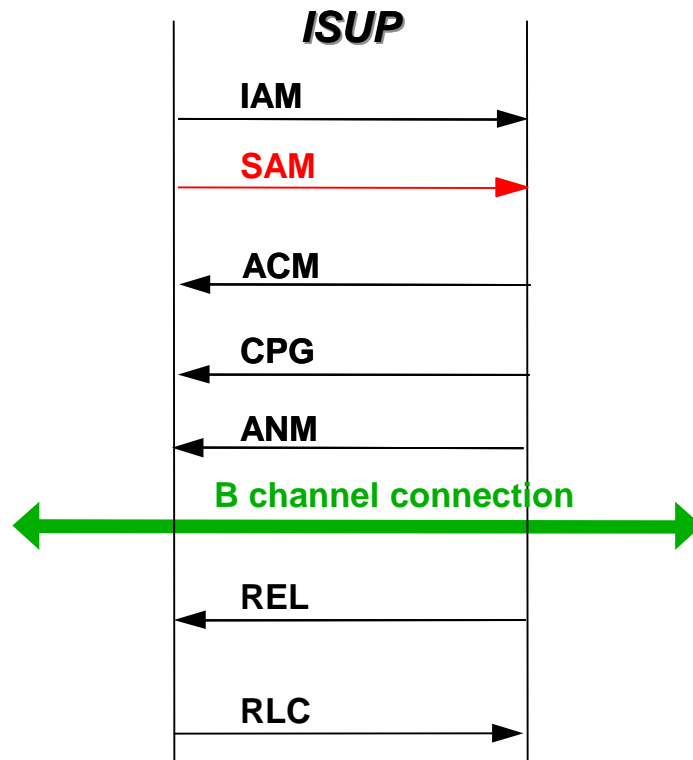 ISUP
IAM
SAM
ACM
CPG
ANM
B channel connection
REL
RLC